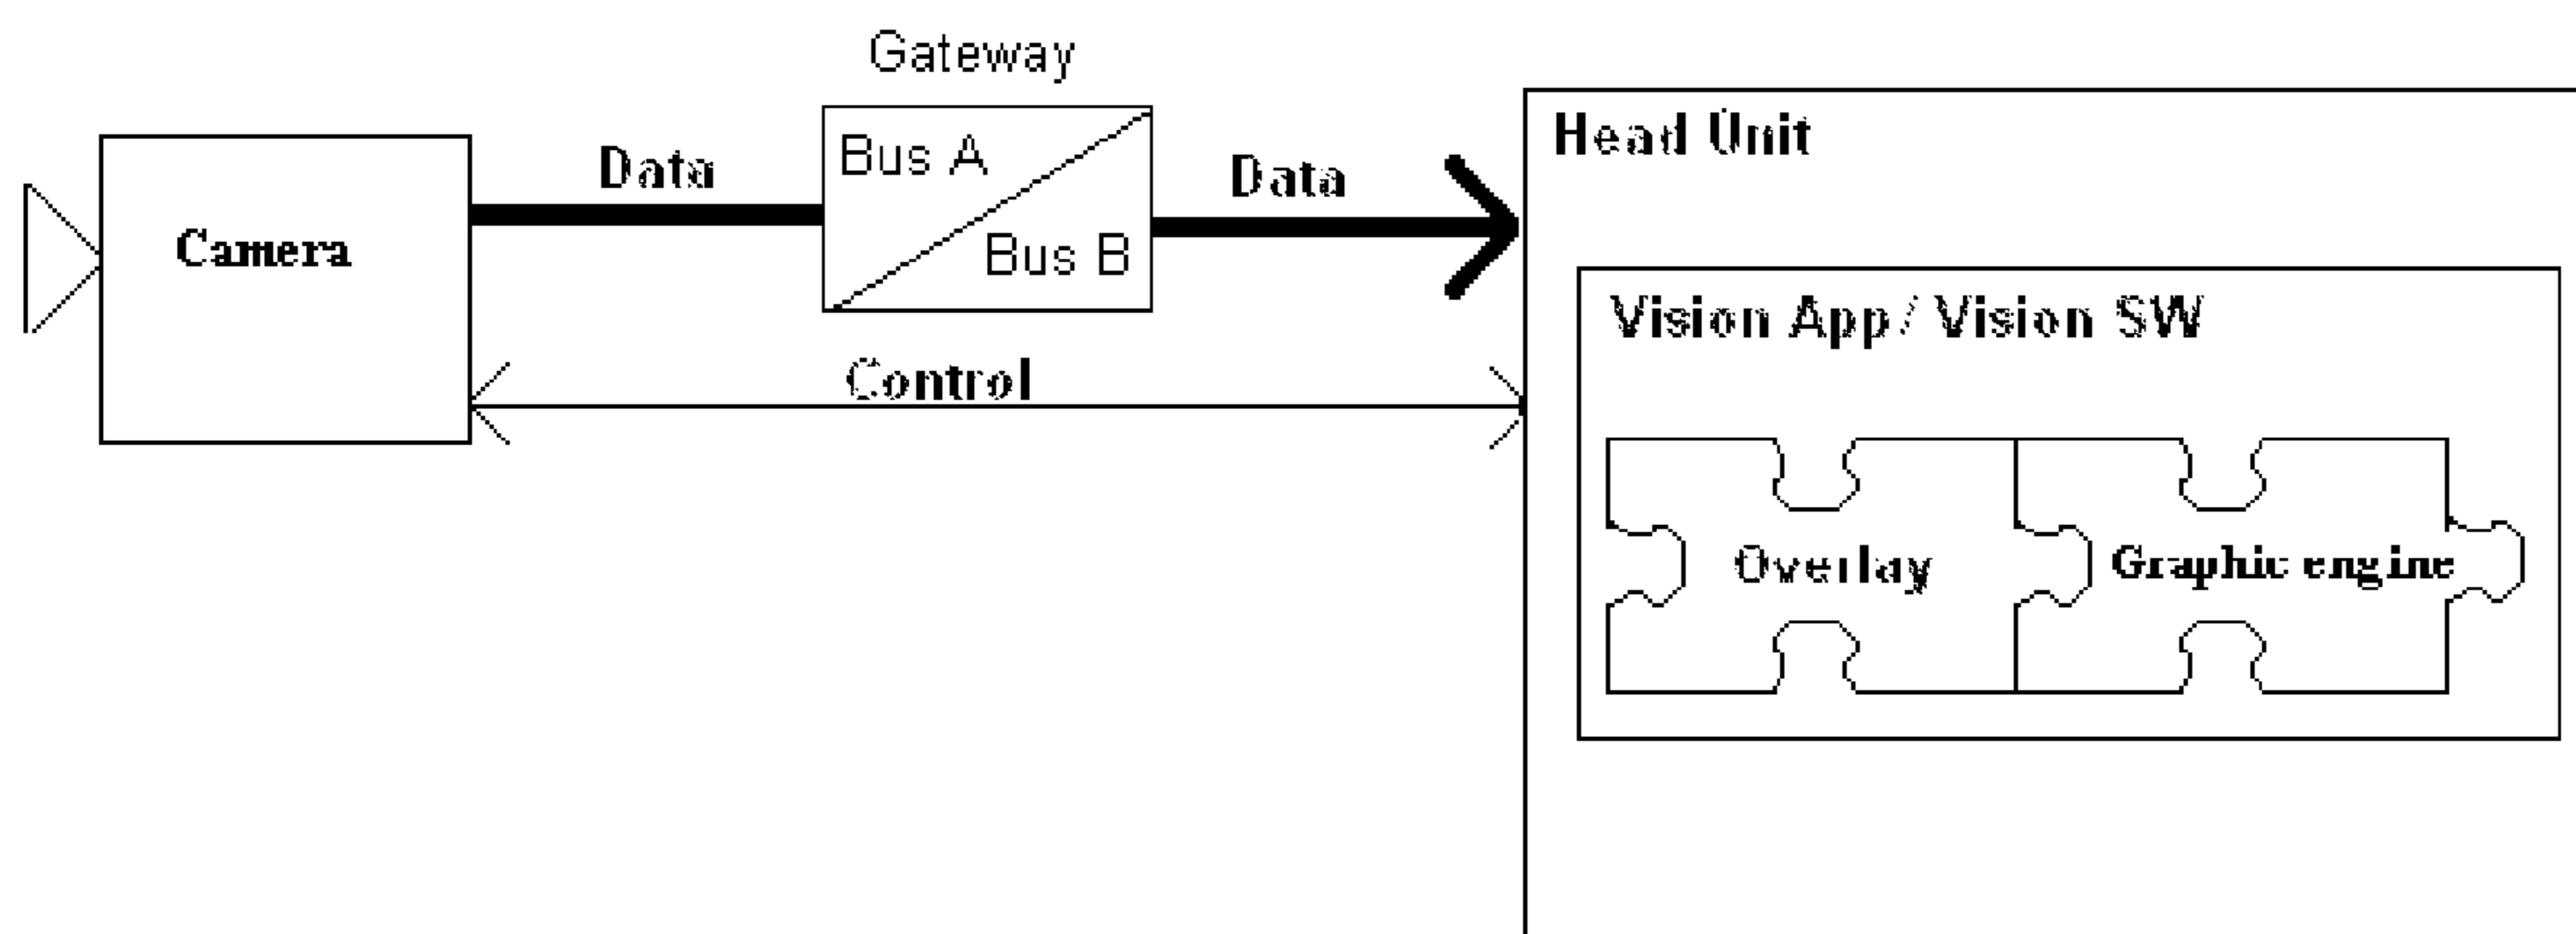 Gateway
Camera
Data
Bus A
Bus B
Data
Control
Head Unit
Vision App/ Vision SW
Overlay
Graphic engine